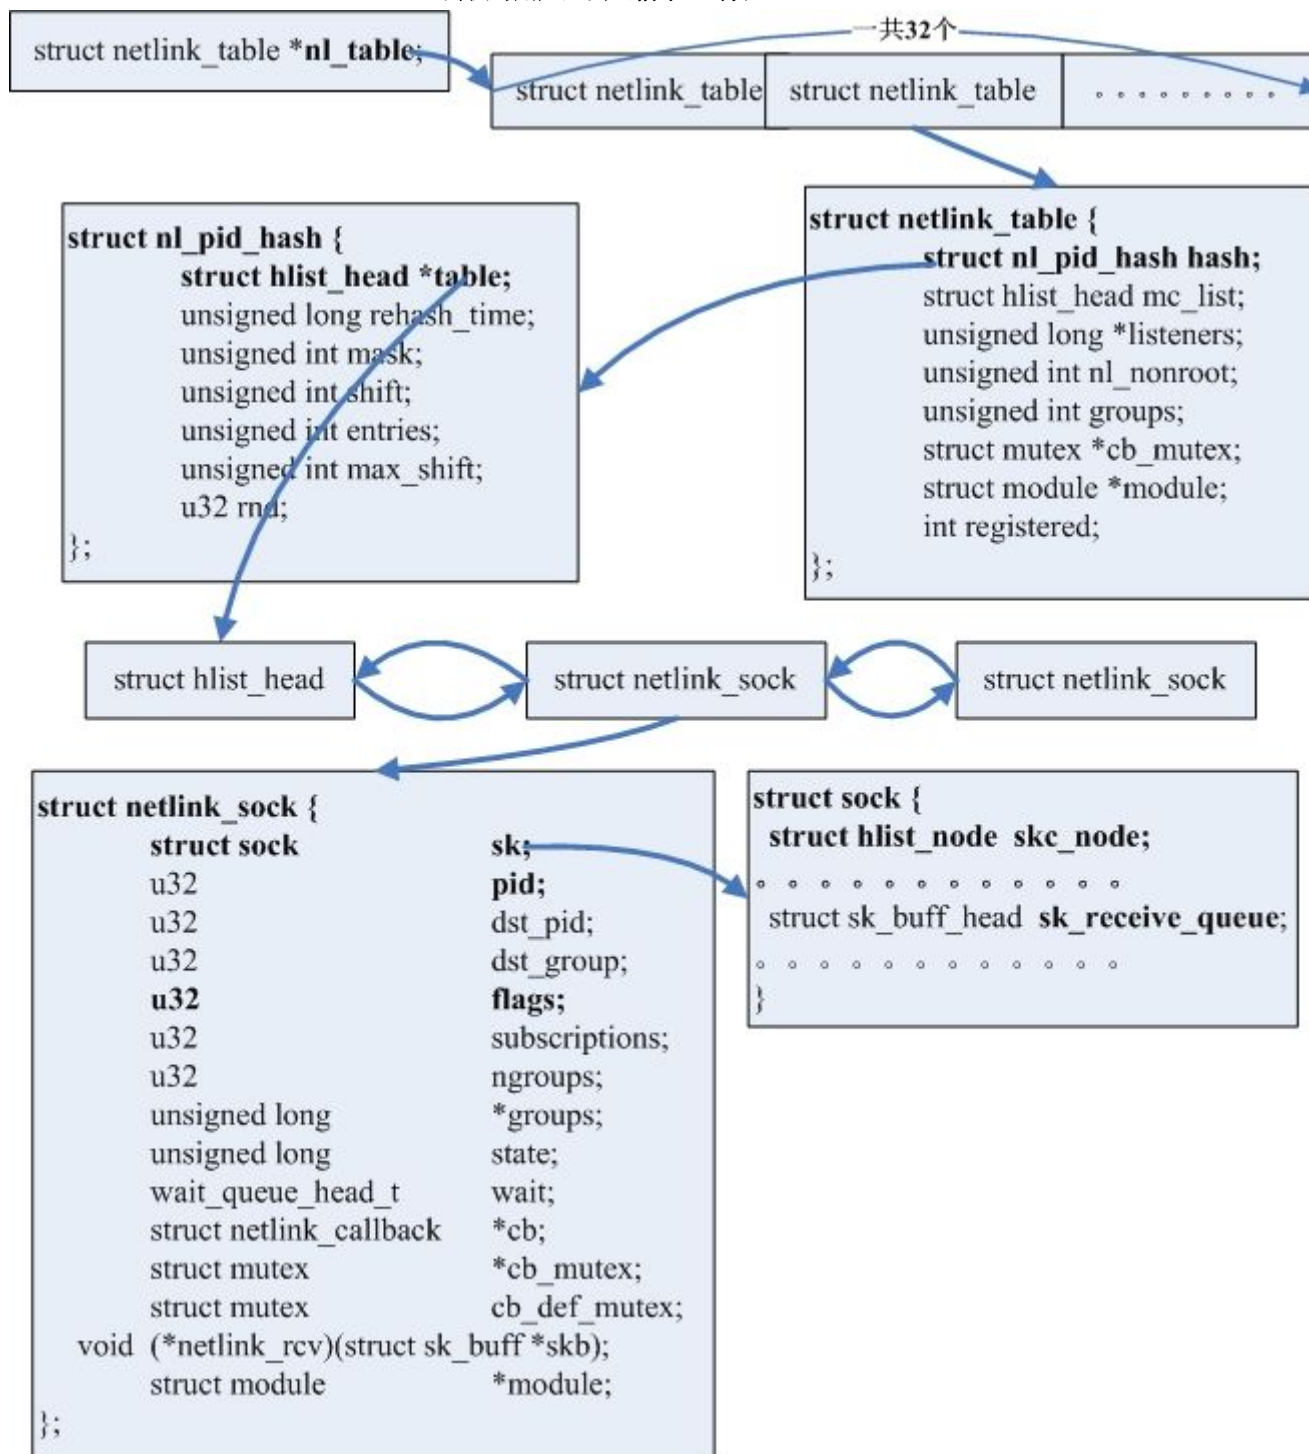 struct netlink_table *nl_table;
一共32个
struct netlink_table
struct netlink_table
。。。。。。。。。
struct nl_pid_hash {
struct hlist_head *table;
unsigned long rehash_time;
unsigned int mask;
unsigned int shift;
unsigned int entries;
unsigned int max_shift;
u32 rnd;
};
struct netlink_table {
struct nl_pid_hash hash;
struct hlist_head mc_list;
unsigned long *listeners;
unsigned int nl_nonroot;
unsigned int groups;
struct mutex *cb_mutex;
struct module *module;
int registered;
};
struct hlist_head
struct netlink_sock
struct netlink_sock
struct netlink_sock {
struct sock sk;
u32 pid;
u32 dst_pid;
u32 dst_group;
u32 flags;
u32 subscriptions;
u32 ngroups;
unsigned long *groups;
unsigned long state;
wait_queue_head_t wait;
struct netlink_callback *cb;
struct mutex *cb_mutex;
struct mutex cb_def_mutex;
void (*netlink_rcv)(struct sk_buff *skb);
struct module *module;
};
struct sock {
struct hlist_node skc_node;
。。。。。。。。。。。。
struct sk_buff_head sk_receive_queue;
。。。。。。。。。。。。
}